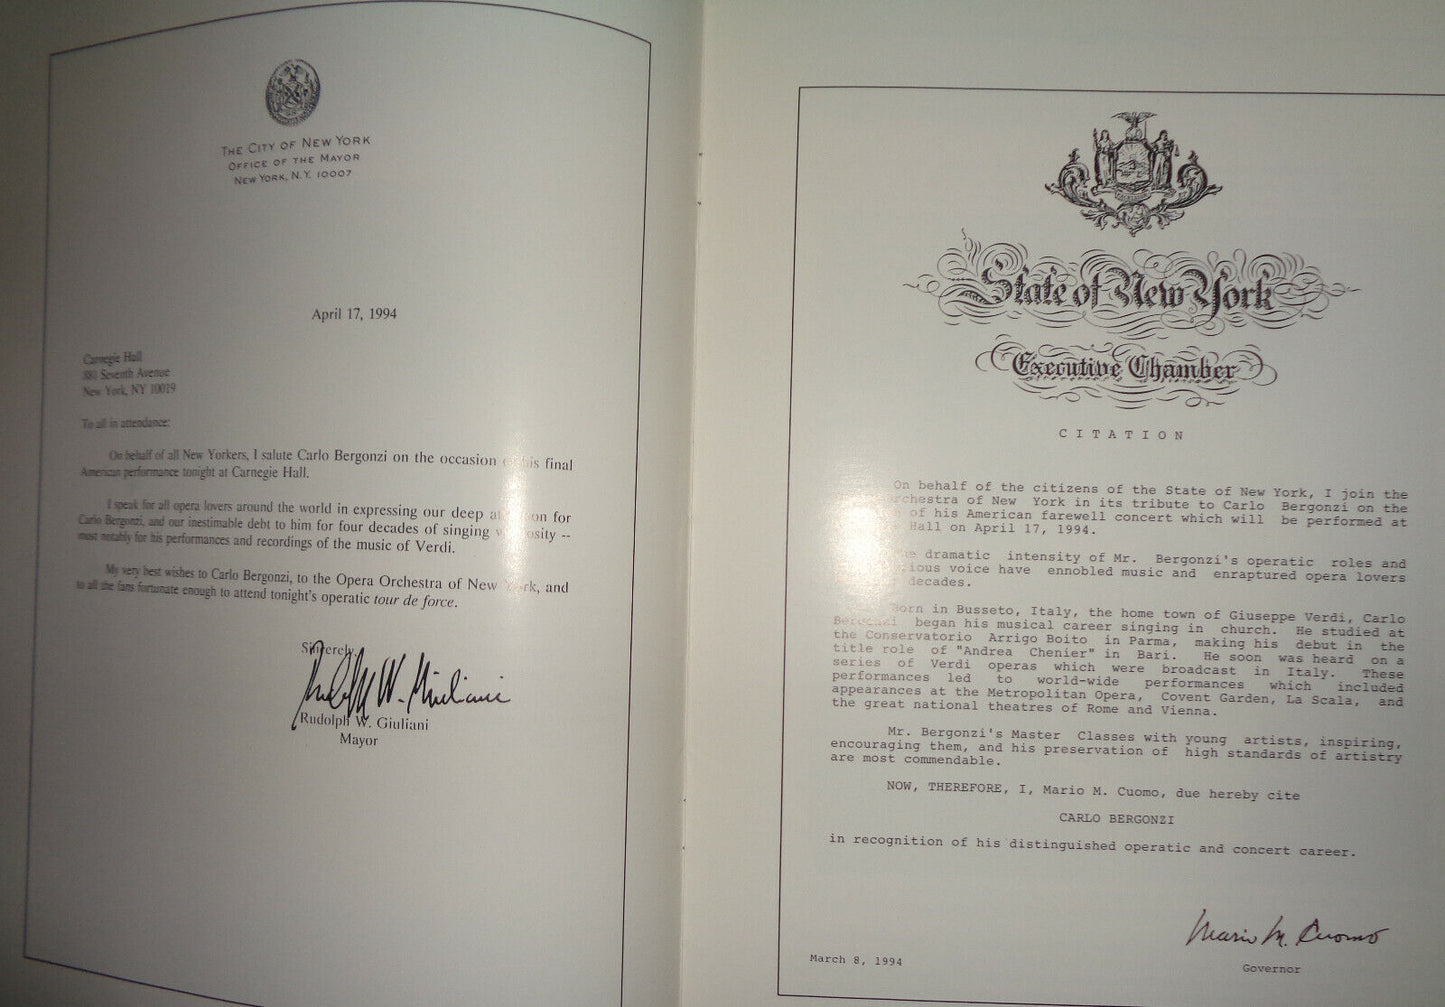 THE CITY OF NEW YORK
OFFICE OF THE MAYOR
NEW YORK, N.Y. 10007
April 17, 1994
Carnegie Hall
881 Seventh Avenue
New York, NY 10019
To all in attendance:
On behalf of all New Yorkers, I salute Carlo Bergonzi on the occasion his final
American performance tonight at Carnegie Hall.
I speak for all opera lovers around the world in expressing our deep for
Carlo Bergonzi, and our inestimable debt to him for four decades of singing --
most notably for his performances and recordings of the music of Verdi.
My very best wishes to Carlo Bergonzi, to the Opera Orchestra of New and
to all the fans fortunate enough to attend tonight's operatic tour de force.
Sincerely,
Rudolph W. Giuliani
Rudolph W. Giuliani
Mayor
State of New York
Executive Chamber
CITATION
On behalf of the citizens of the State of New York, I join the
Orchestra of New York in its tribute to Carlo Bergonzi on the
of his American farewell concert which will be performed at
Hall on April 17, 1994.
dramatic intensity of Mr. Bergonzi's operatic roles and
voice have ennobled music and enraptured opera lovers
decades.
Born in Busseto, Italy, the home town of Giuseppe Verdi, Carlo
Bergonzi began his musical career singing in church. He studied at
the Conservatorio Arrigo Boito in Parma, making his debut in the
title role of "Andrea Chenier" in Bari. He soon was heard on a
series of Verdi operas which were broadcast in Italy. These
performances led to world-wide performances which included
appearances at the Metropolitan Opera, Covent Garden, La Scala, and
the great national theatres of Rome and Vienna.
Mr. Bergonzi's Master Classes with young artists, inspiring,
encouraging them, and his preservation of high standards of artistry
are most commendable.
NOW, THEREFORE, I, Mario M. Cuomo, due hereby cite
CARLO BERGONZI
in recognition of his distinguished operatic and concert career.
Mario M. Cuomo
March 8, 1994
Governor